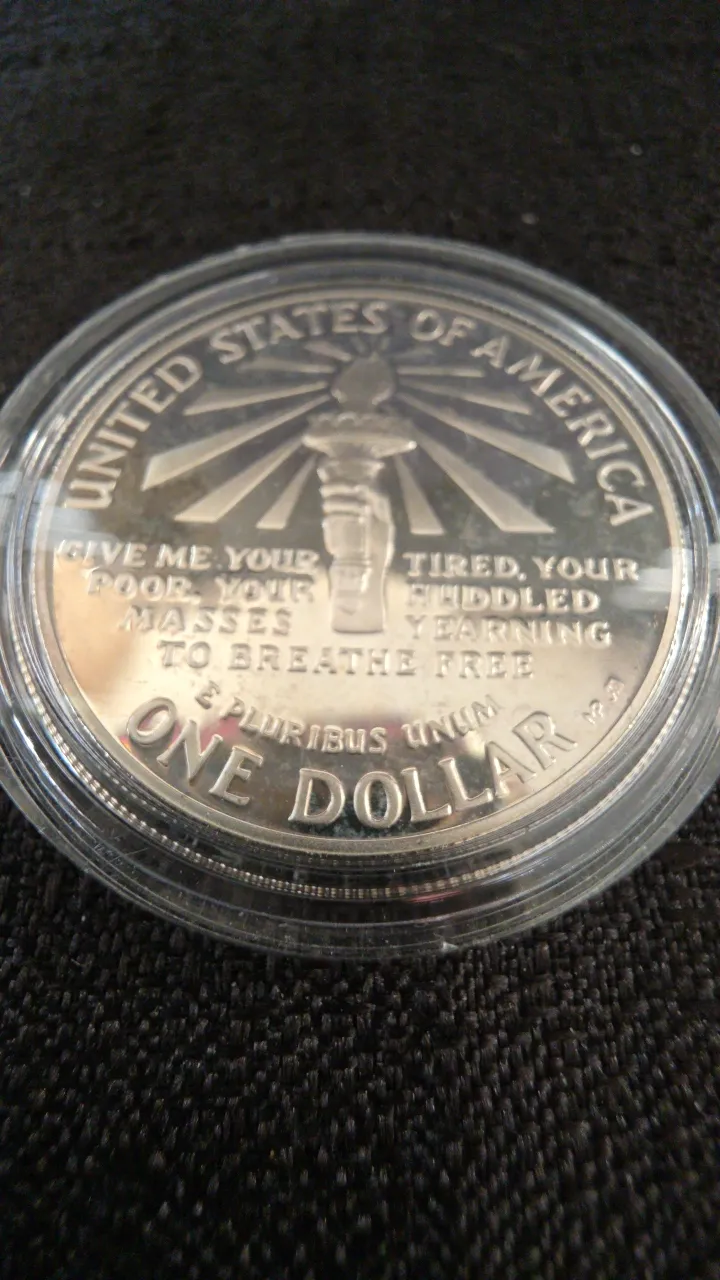 UNITED STATES OF AMERICA
GIVE ME YOUR TIRED, YOUR
POOR, YOUR HUDDLED
MASSES YEARNING
TO BREATHE FREE
E PLURIBUS UNUM
ONE DOLLAR